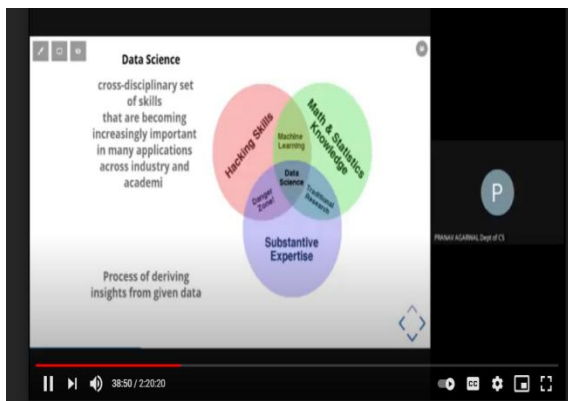 Data Science
cross-disciplinary set
of skills
that are becoming
increasingly important
in many applications
across industry and
academi
Process of deriving
insights from given data
Hacking Skills
Math & Statistics
Knowledge
Machine
Learning
Data
Science
Danger
Zone!
Traditional
Research
Substantive
Expertise
P
PRANAV AGARWAL Dept of CS
38:50 / 2:20:20
CC